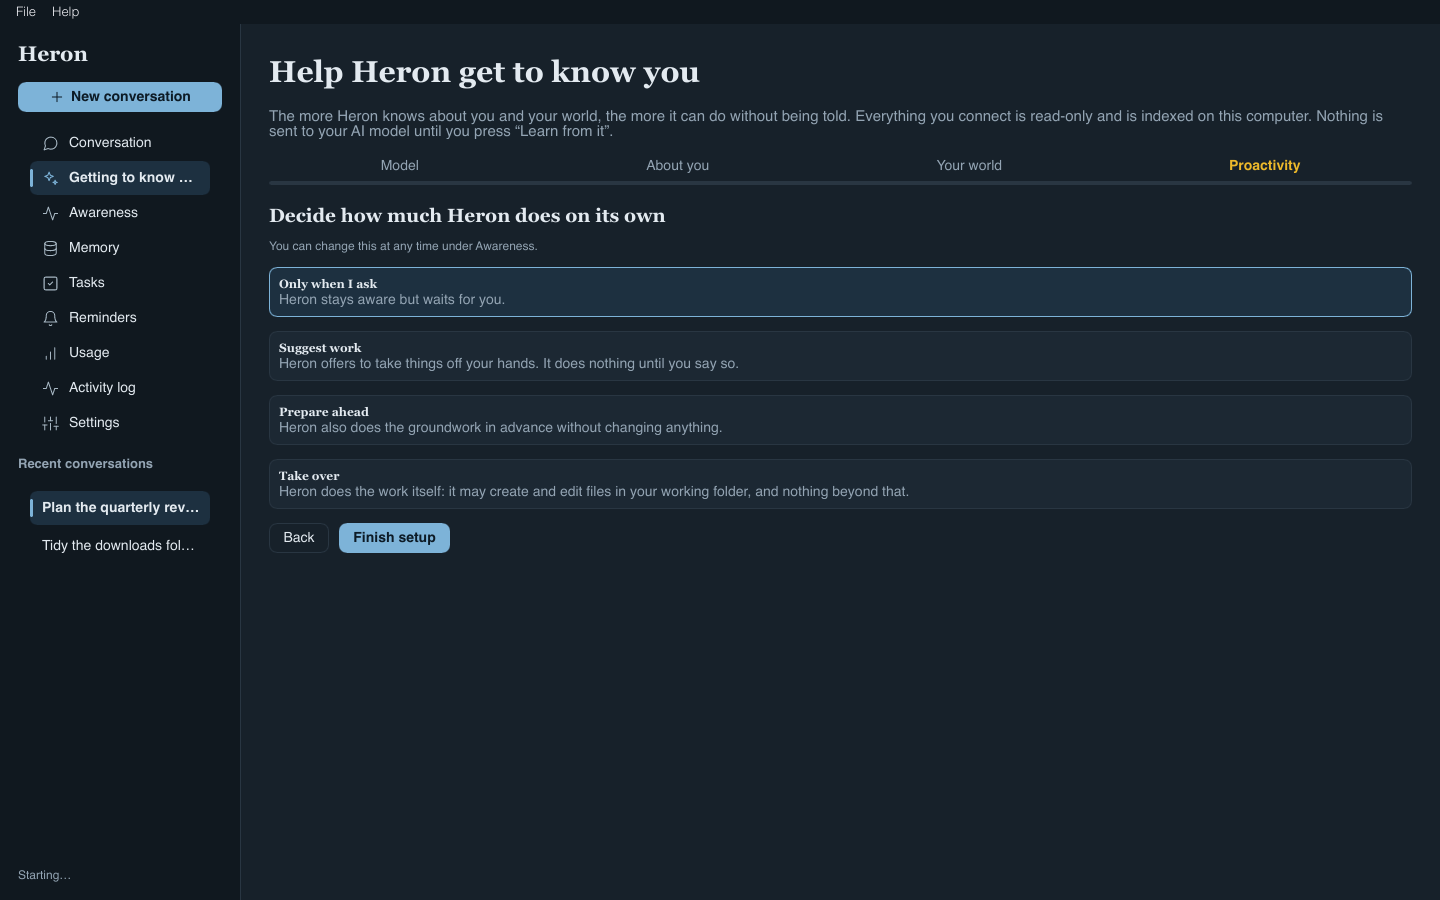 File Help
Heron
New conversation
Conversation
Getting to know …
Awareness
Memory
Tasks
Reminders
Usage
Activity log
Settings
Recent conversations
Plan the quarterly rev…
Tidy the downloads fol…
Starting…
Help Heron get to know you
The more Heron knows about you and your world, the more it can do without being told. Everything you connect is read-only and is indexed on this computer. Nothing is
sent to your AI model until you press “Learn from it”.
Model About you Your world Proactivity
Decide how much Heron does on its own
You can change this at any time under Awareness.
Only when I ask
Heron stays aware but waits for you.
Suggest work
Heron offers to take things off your hands. It does nothing until you say so.
Prepare ahead
Heron also does the groundwork in advance without changing anything.
Take over
Heron does the work itself: it may create and edit files in your working folder, and nothing beyond that.
Back Finish setup